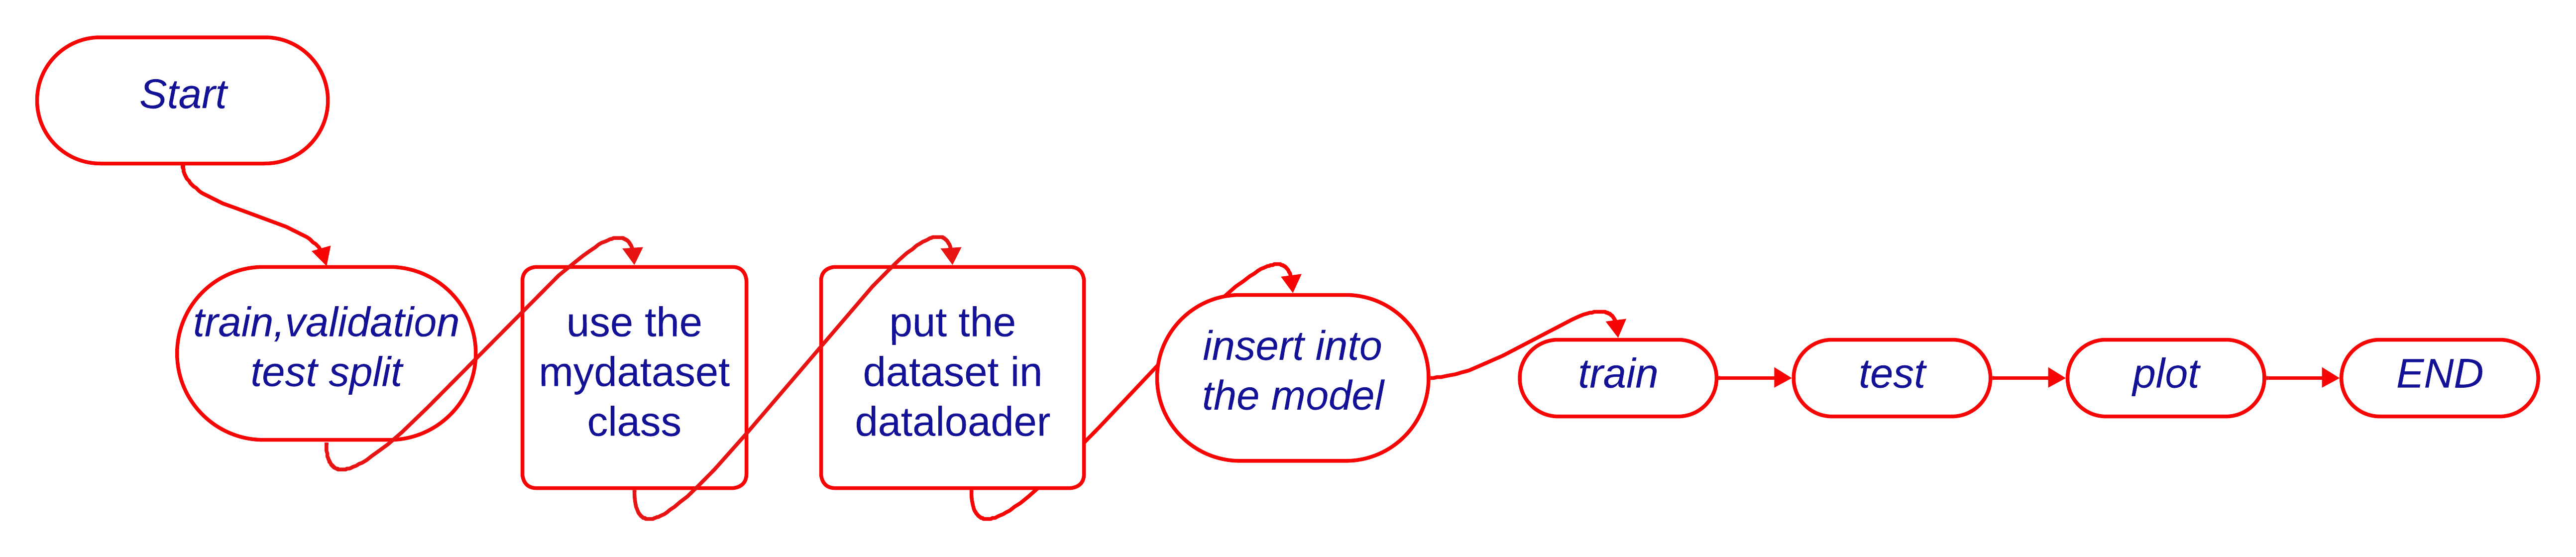 Start
train,validation
test split
use the
mydataset
class
put the
dataset in
dataloader
insert into
the model
train
test
plot
END